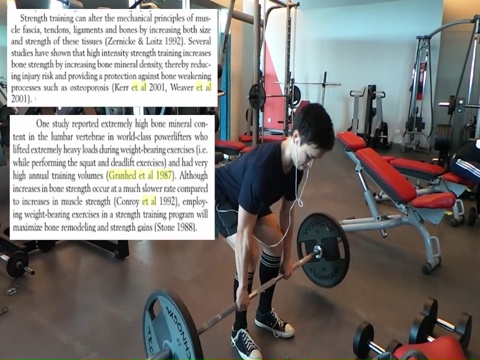 Strength training can alter the mechanical principles of mus-
cle fascia, tendons, ligaments and bones by increasing both size
and strength of these tissues (Zernicke & Loitz 1992). Several
studies have shown that high intensity strength training increases
bone strength by increasing bone mineral density, thereby reduc-
ing injury risk and providing a protection against bone weakening
processes such as osteoporosis (Kerr et al 2001, Weaver et al
2001).
One study reported extremely high bone mineral con-
tent in the lumbar vertebrae in world-class powerlifters who
lifted extremely heavy loads during weight-bearing exercises (i.e.
while performing the squat and deadlift exercises) and had very
high annual training volumes (Granhed et al 1987). Although
increases in bone strength occur at a much slower rate compared
to increases in muscle strength (Conroy et al 1992), employ-
ing weight-bearing exercises in a strength training program will
maximize bone remodeling and strength gains (Stone 1988).